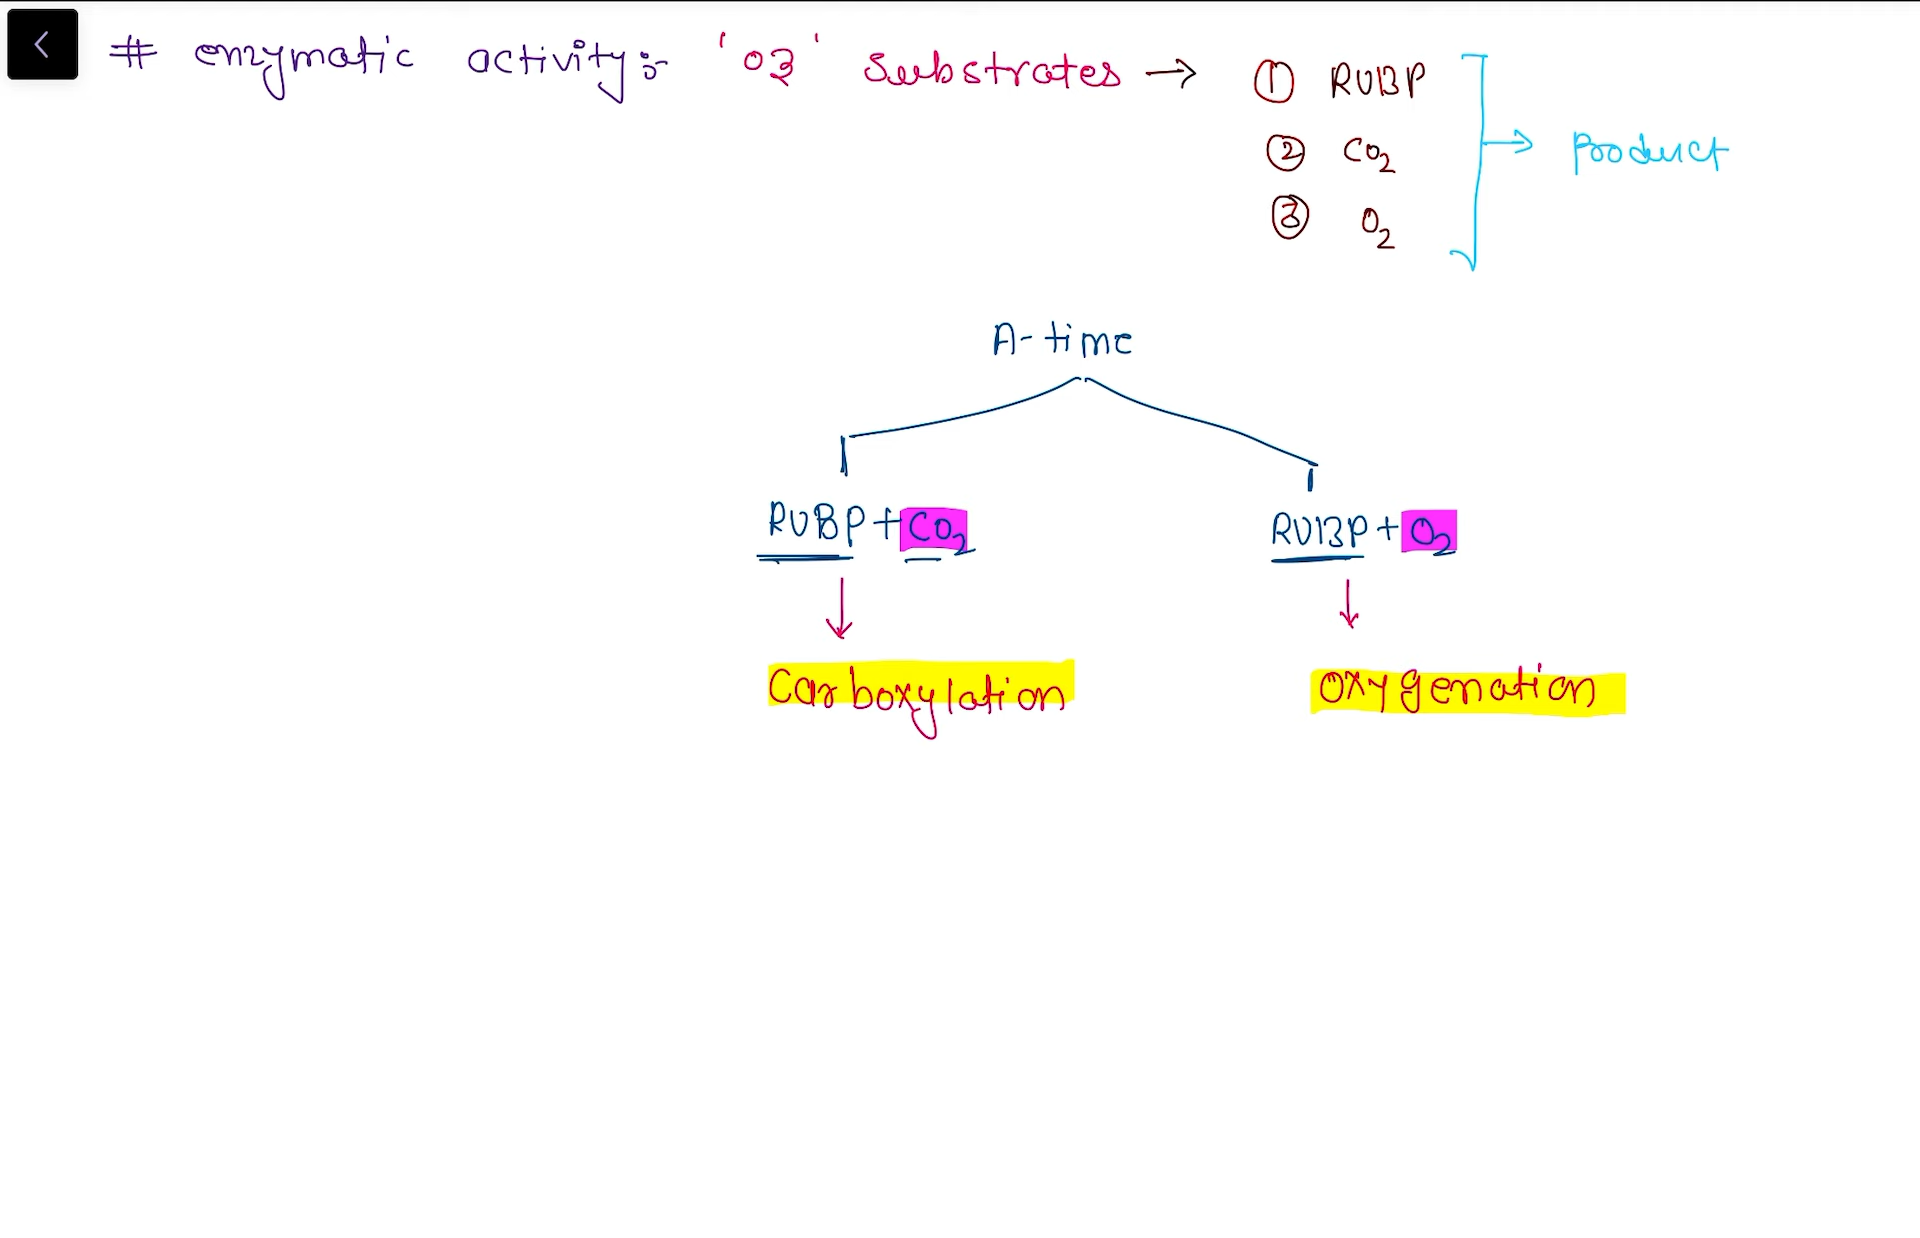 # enzymatic activity:- '03' Substrates → ① RUBP
② CO₂
③ O₂
→ Product
A-time
RUBP + CO₂
RUBP + O₂
Carboxylation
Oxygenation